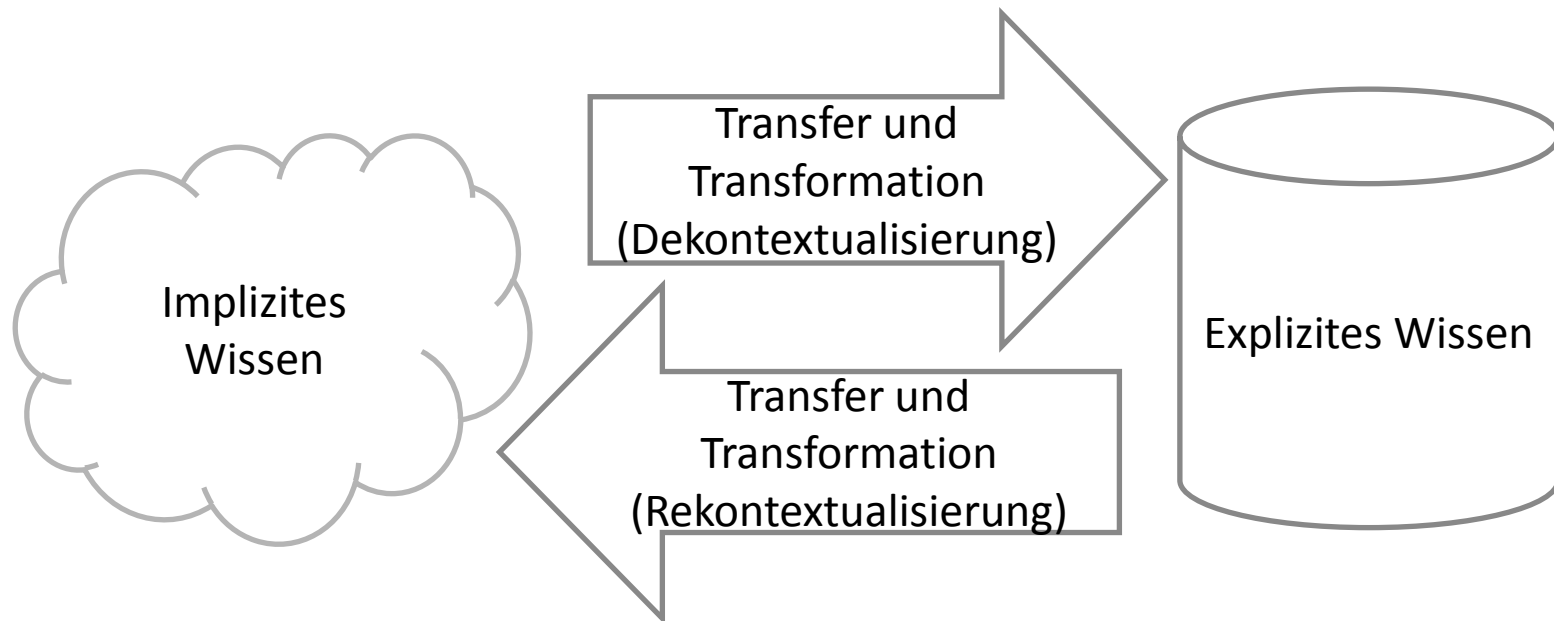 Transfer und
Transformation
(Dekontextualisierung)
Implizites
Wissen
Explizites Wissen
Transfer und
Transformation
(Rekontextualisierung)